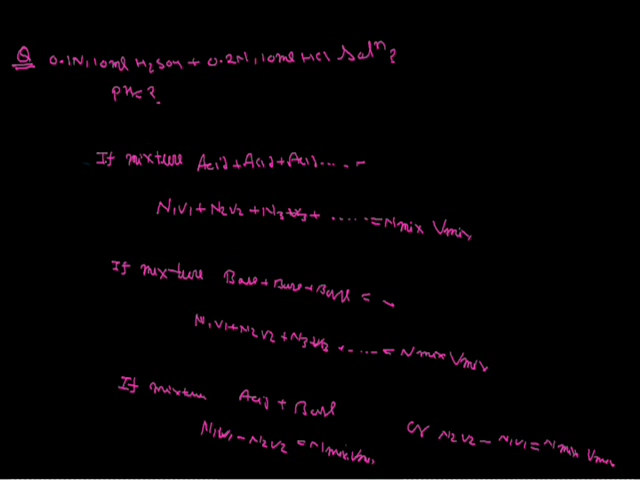 Q 0.1N, 10ml H2SO4 + 0.2N, 10ml HCl Solⁿ?
PH=?
If mixture Acid+Acid+Acid.....-
N1V1+N2V2+N3V3+......=Nmix Vmix
If mixture Base+Base+Base =
N1V1+N2V2+N3V3+.....=Nmix Vmix
If mixture Acid + Base
N1V1-N2V2=Nmix.Vmix or N2V2-N1V1=Nmix Vmix